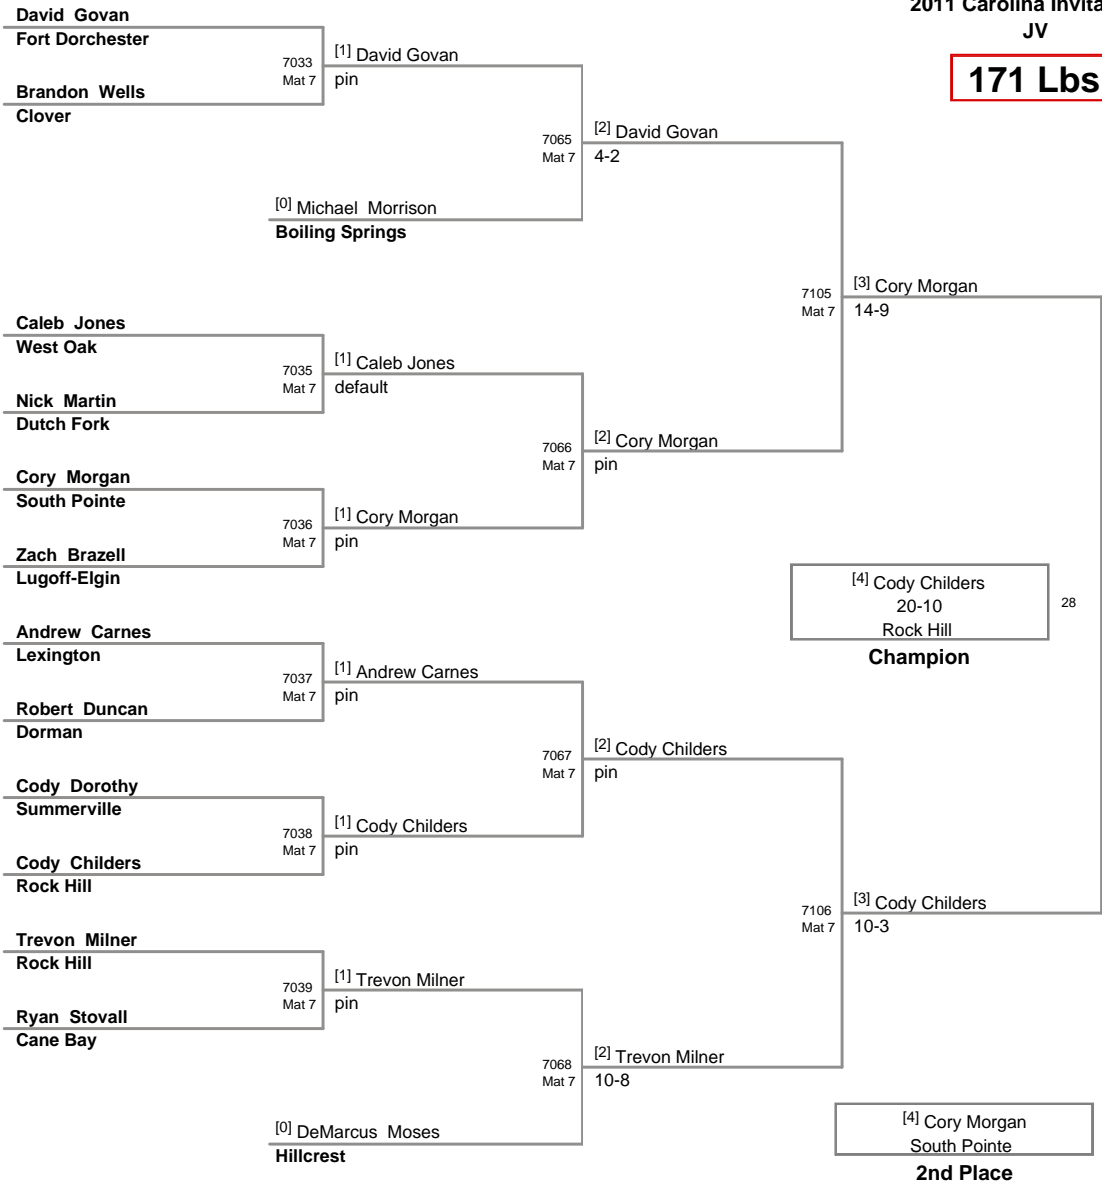 2011 Carolina Invita
JV
171 Lbs
David Govan
Fort Dorchester
7033
Mat 7
[1] David Govan
pin
Brandon Wells
Clover
7065
Mat 7
[2] David Govan
4-2
[0] Michael Morrison
Boiling Springs
7105
Mat 7
[3] Cory Morgan
14-9
Caleb Jones
West Oak
7035
Mat 7
[1] Caleb Jones
default
Nick Martin
Dutch Fork
7066
Mat 7
[2] Cory Morgan
pin
Cory Morgan
South Pointe
7036
Mat 7
[1] Cory Morgan
pin
Zach Brazell
Lugoff-Elgin
[4] Cody Childers
20-10
Rock Hill
28
Champion
Andrew Carnes
Lexington
7037
Mat 7
[1] Andrew Carnes
pin
Robert Duncan
Dorman
7067
Mat 7
[2] Cody Childers
pin
Cody Dorothy
Summerville
7038
Mat 7
[1] Cody Childers
pin
Cody Childers
Rock Hill
7106
Mat 7
[3] Cody Childers
10-3
Trevon Milner
Rock Hill
7039
Mat 7
[1] Trevon Milner
pin
Ryan Stovall
Cane Bay
7068
Mat 7
[2] Trevon Milner
10-8
[0] DeMarcus Moses
Hillcrest
[4] Cory Morgan
South Pointe
2nd Place